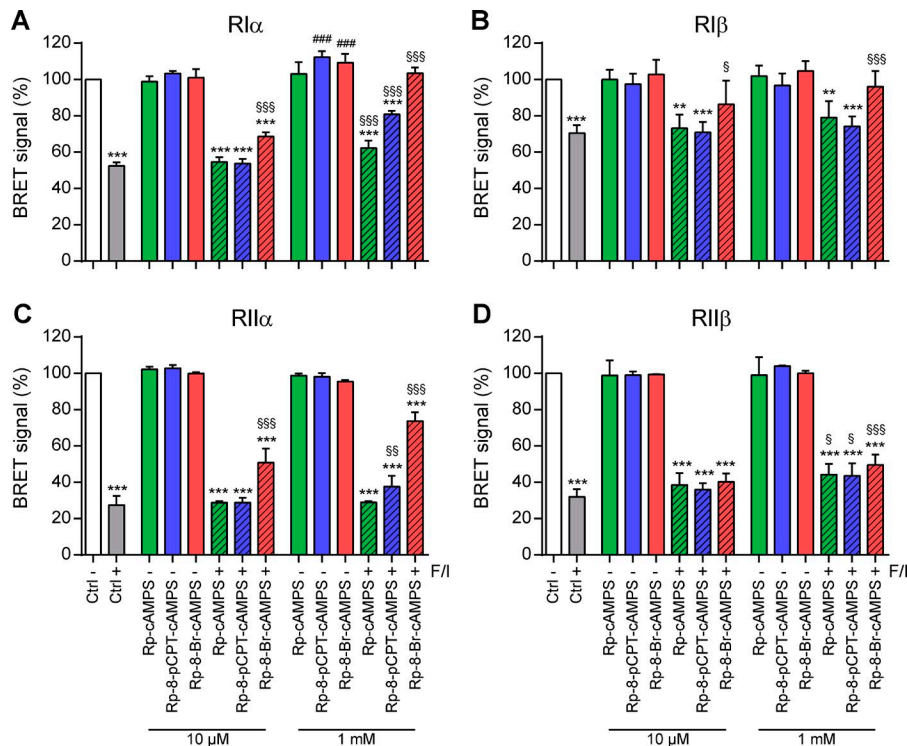 A
RIα
BRET signal (%)
120
100
80
60
40
20
0
***
***
***
§§§
***
###
###
§§§
***
§§§
***
§§§
B
RIβ
BRET signal (%)
120
100
80
60
40
20
0
***
**
***
§
**
***
§§§
C
RIIα
BRET signal (%)
120
100
80
60
40
20
0
***
***
***
§§§
***
***
§§
***
§§§
***
D
RIIβ
BRET signal (%)
120
100
80
60
40
20
0
***
***
***
***
§
***
§
***
§§§
***
- + - - - + + + - - - + + + F/I
Ctrl
Ctrl
Rp-cAMPS
Rp-8-pCPT-cAMPS
Rp-8-Br-cAMPS
Rp-cAMPS
Rp-8-pCPT-cAMPS
Rp-8-Br-cAMPS
Rp-cAMPS
Rp-8-pCPT-cAMPS
Rp-8-Br-cAMPS
Rp-cAMPS
Rp-8-pCPT-cAMPS
Rp-8-Br-cAMPS
10 µM
1 mM
- + - - - + + + - - - + + + F/I
Ctrl
Ctrl
Rp-cAMPS
Rp-8-pCPT-cAMPS
Rp-8-Br-cAMPS
Rp-cAMPS
Rp-8-pCPT-cAMPS
Rp-8-Br-cAMPS
Rp-cAMPS
Rp-8-pCPT-cAMPS
Rp-8-Br-cAMPS
Rp-cAMPS
Rp-8-pCPT-cAMPS
Rp-8-Br-cAMPS
10 µM
1 mM